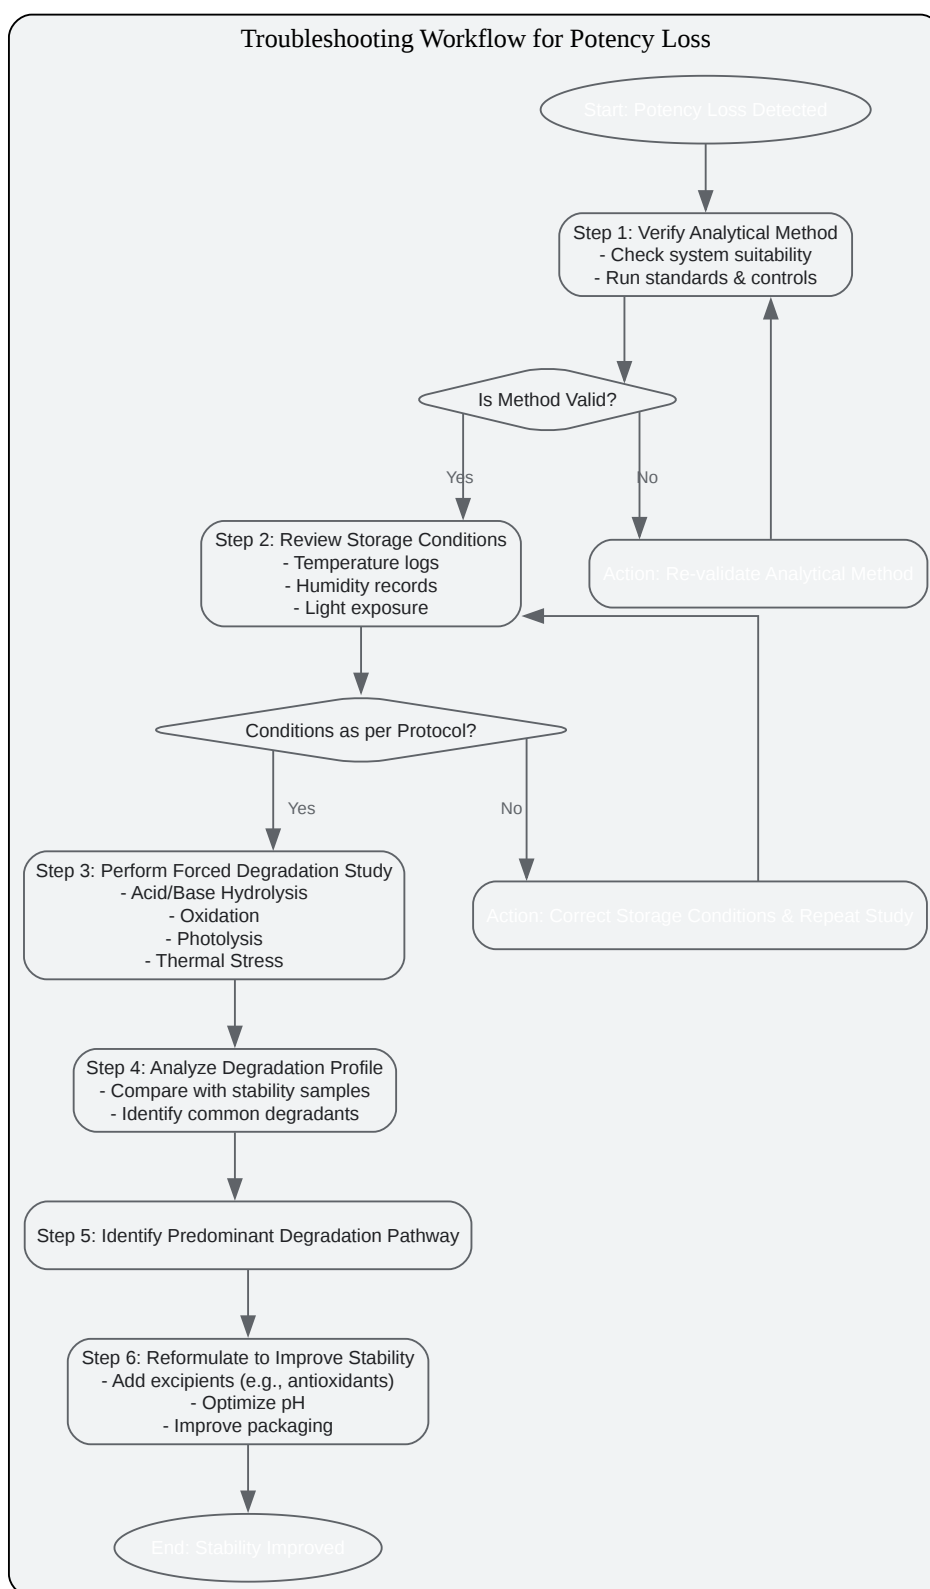 Troubleshooting Workflow for Potency Loss
Start: Potency Loss Detected
Step 1: Verify Analytical Method
- Check system suitability
- Run standards & controls
Is Method Valid?
Yes
No
Step 2: Review Storage Conditions
- Temperature logs
- Humidity records
- Light exposure
Action: Re-validate Analytical Method
Conditions as per Protocol?
Yes
No
Step 3: Perform Forced Degradation Study
- Acid/Base Hydrolysis
- Oxidation
- Photolysis
- Thermal Stress
Action: Correct Storage Conditions & Repeat Study
Step 4: Analyze Degradation Profile
- Compare with stability samples
- Identify common degradants
Step 5: Identify Predominant Degradation Pathway
Step 6: Reformulate to Improve Stability
- Add excipients (e.g., antioxidants)
- Optimize pH
- Improve packaging
End: Stability Improved